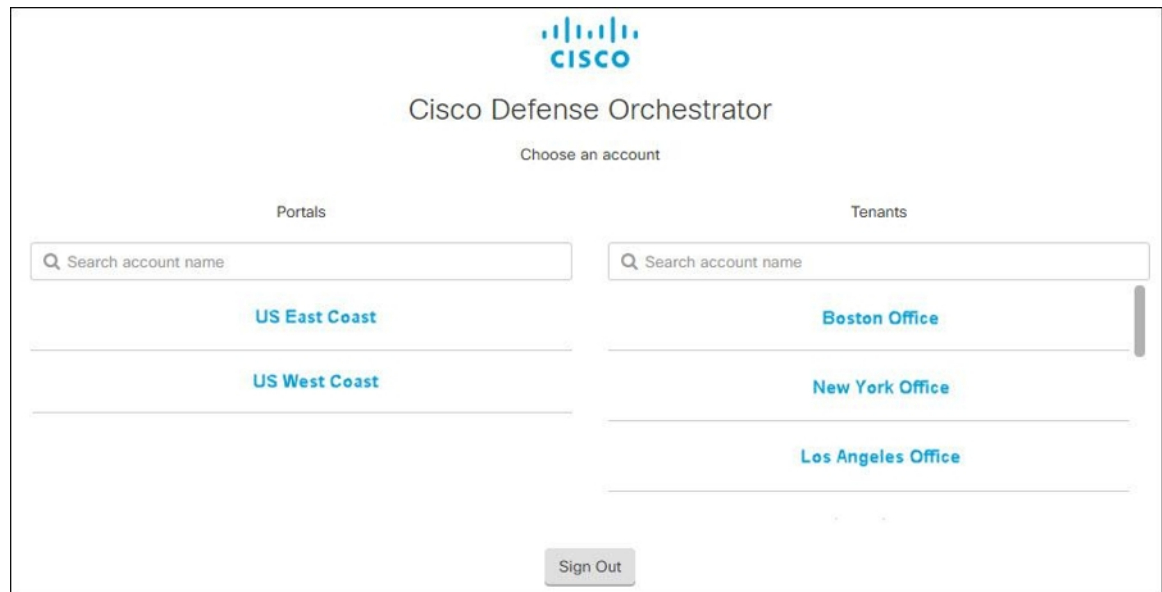 CISCO
Cisco Defense Orchestrator
Choose an account
Portals
Search account name
US East Coast
US West Coast
Tenants
Search account name
Boston Office
New York Office
Los Angeles Office
Sign Out